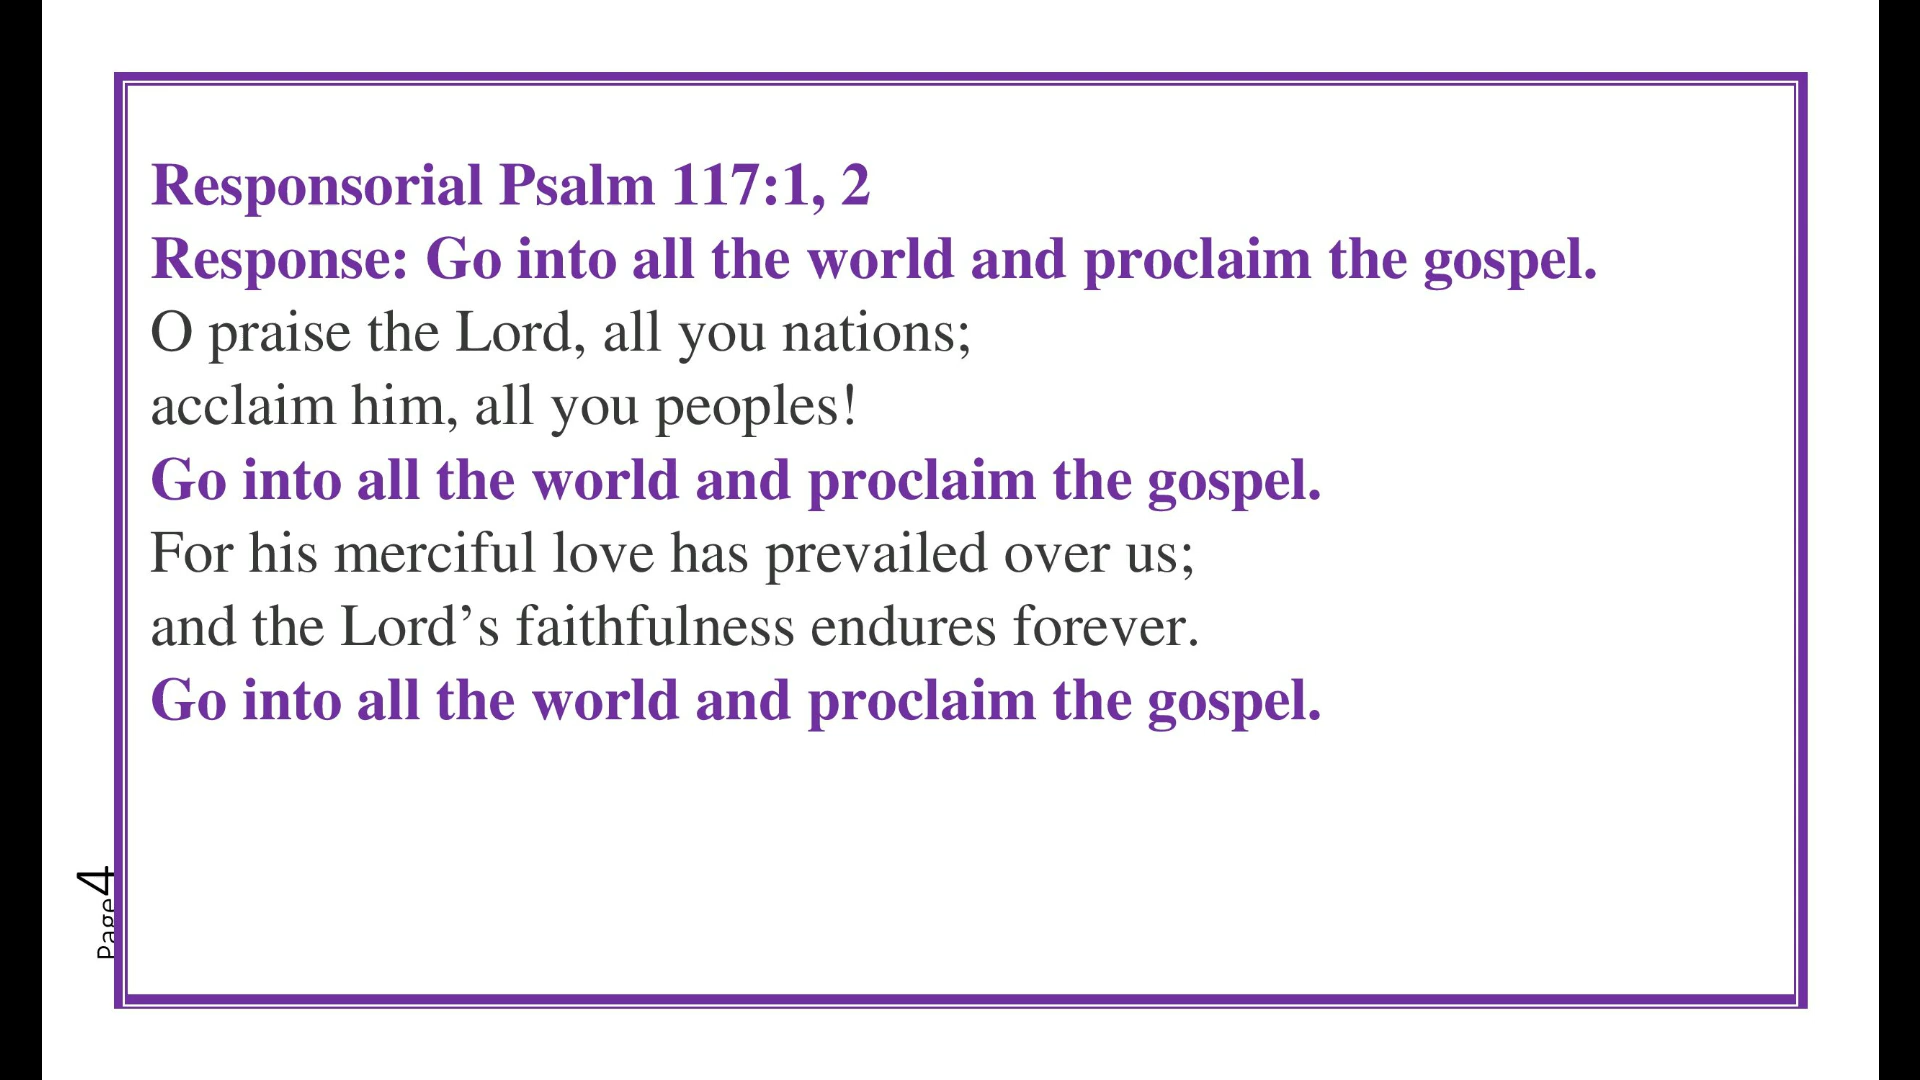 Responsorial Psalm 117:1, 2
Response: Go into all the world and proclaim the gospel.
O praise the Lord, all you nations;
acclaim him, all you peoples!
Go into all the world and proclaim the gospel.
For his merciful love has prevailed over us;
and the Lord’s faithfulness endures forever.
Go into all the world and proclaim the gospel.
Page4